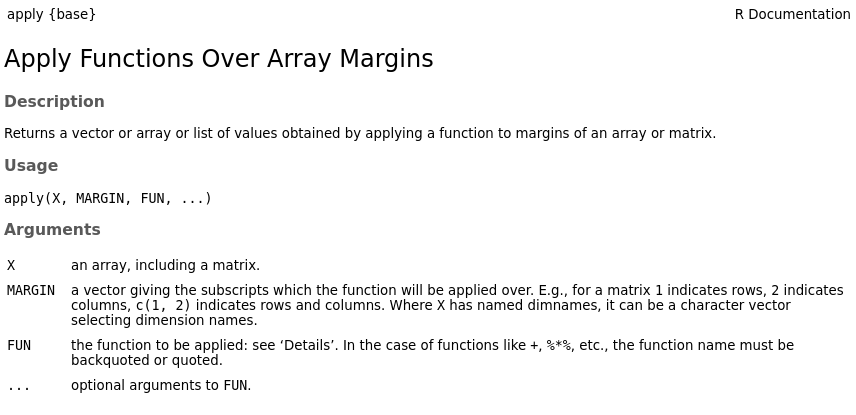 apply {base} R Documentation
Apply Functions Over Array Margins
Description
Returns a vector or array or list of values obtained by applying a function to margins of an array or matrix.
Usage
apply(X, MARGIN, FUN, ...)
Arguments
X an array, including a matrix.
MARGIN a vector giving the subscripts which the function will be applied over. E.g., for a matrix 1 indicates rows, 2 indicates
columns, c(1, 2) indicates rows and columns. Where X has named dimnames, it can be a character vector
selecting dimension names.
FUN the function to be applied: see ‘Details’. In the case of functions like +, %*%, etc., the function name must be
backquoted or quoted.
... optional arguments to FUN.